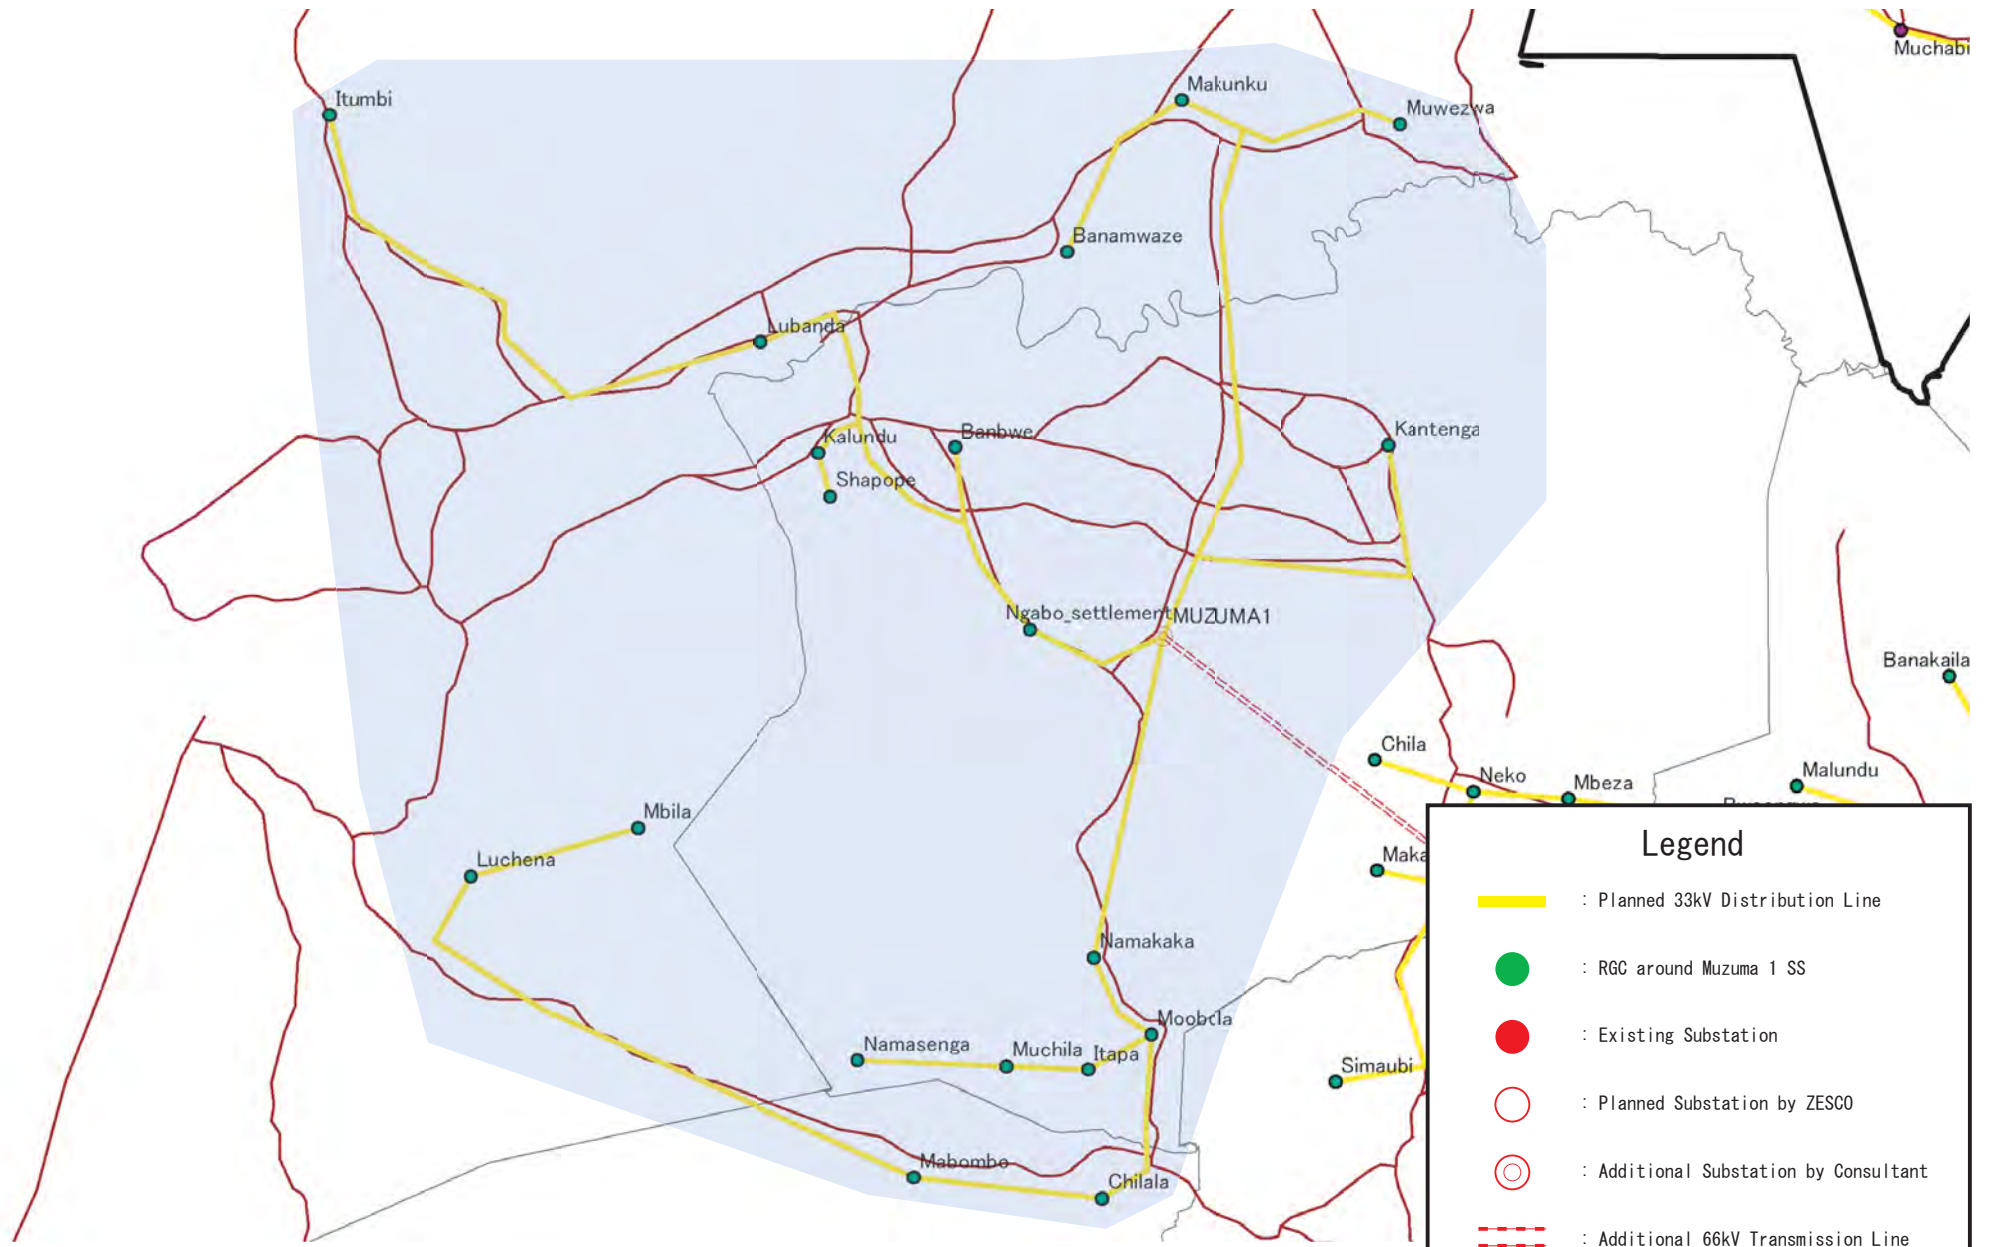 Muchabi
Itumbi
Makunku
Muwezwa
Banamwaze
Lubanda
Kalundu
Banbwe
Kantenga
Shapope
Ngabo_settlement
MUZUMA1
Banakaila
Chila
Neko
Mbeza
Malundu
Mbila
Luchena
Maka
Namakaka
Moobola
Namasenga
Muchila
Itapa
Simaubi
Mabombo
Chilala
Legend
: Planned 33kV Distribution Line
: RGC around Muzuma 1 SS
: Existing Substation
: Planned Substation by ZESCO
: Additional Substation by Consultant
: Additional 66kV Transmission Line